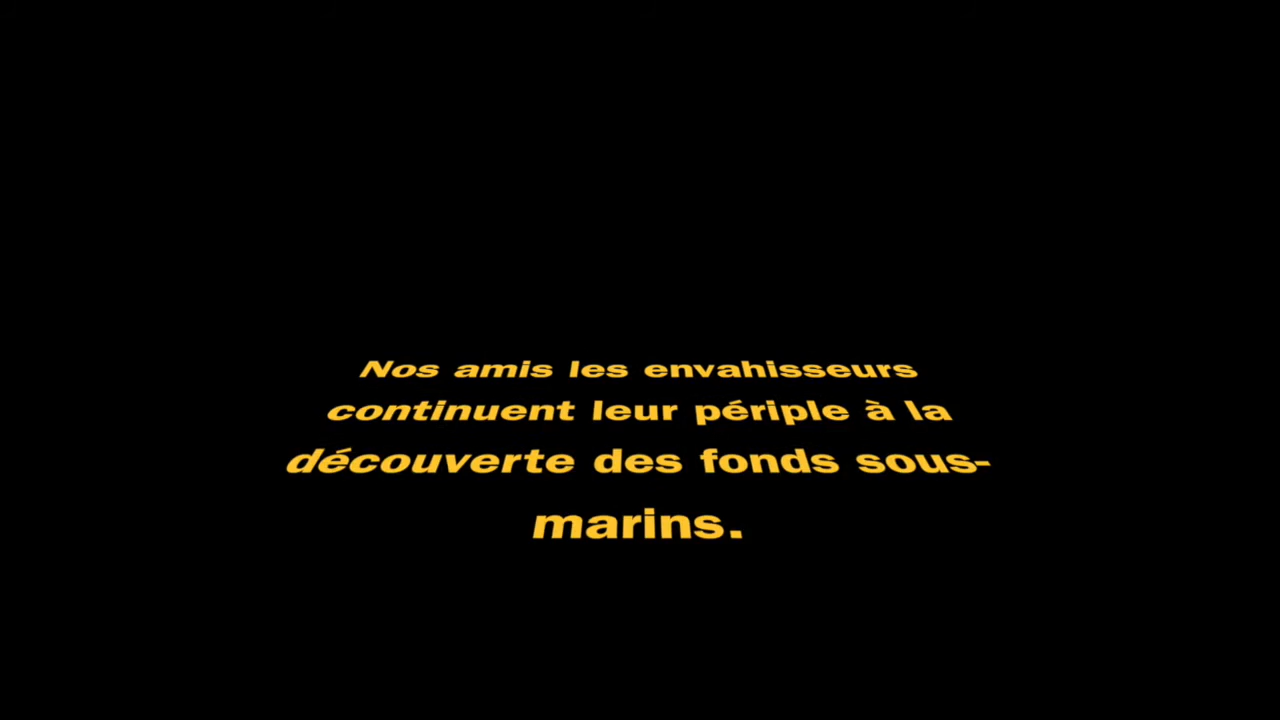 Nos amis les envahisseurs
continuent leur périple à la
découverte des fonds sous-
marins.